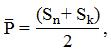 P̅ = (Sn + Sk) / 2 ,